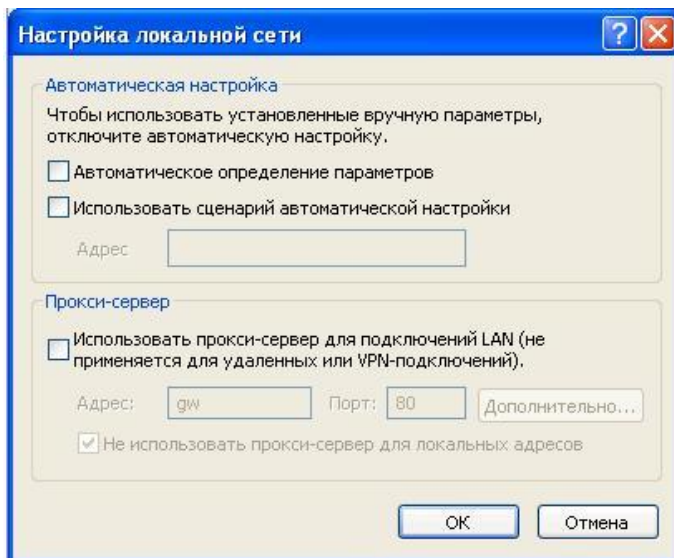 Настройка локальной сети
Автоматическая настройка
Чтобы использовать установленные вручную параметры,
отключите автоматическую настройку.
Автоматическое определение параметров
Использовать сценарий автоматической настройки
Адрес
Прокси-сервер
Использовать прокси-сервер для подключений LAN (не
применяется для удаленных или VPN-подключений).
Адрес: gw Порт: 80 Дополнительно...
Не использовать прокси-сервер для локальных адресов
ОК Отмена